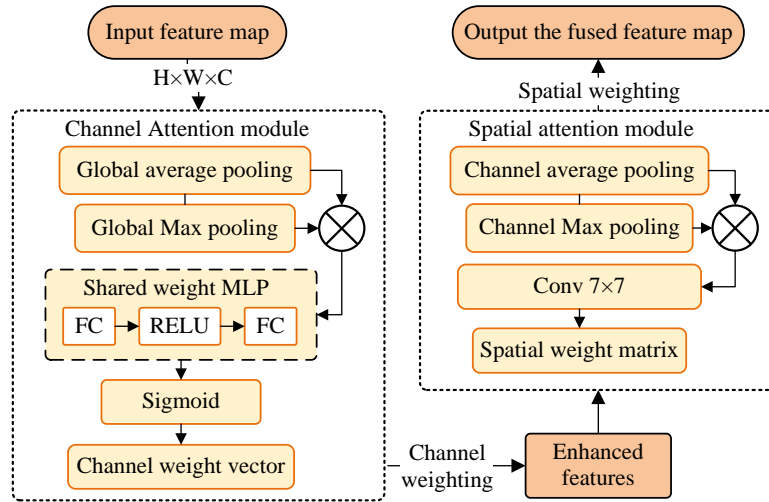 Input feature map
H×W×C
Channel Attention module
Global average pooling
Global Max pooling
Shared weight MLP
FC
RELU
FC
Sigmoid
Channel weight vector
Channel
weighting
Enhanced
features
Output the fused feature map
Spatial weighting
Spatial attention module
Channel average pooling
Channel Max pooling
Conv 7×7
Spatial weight matrix